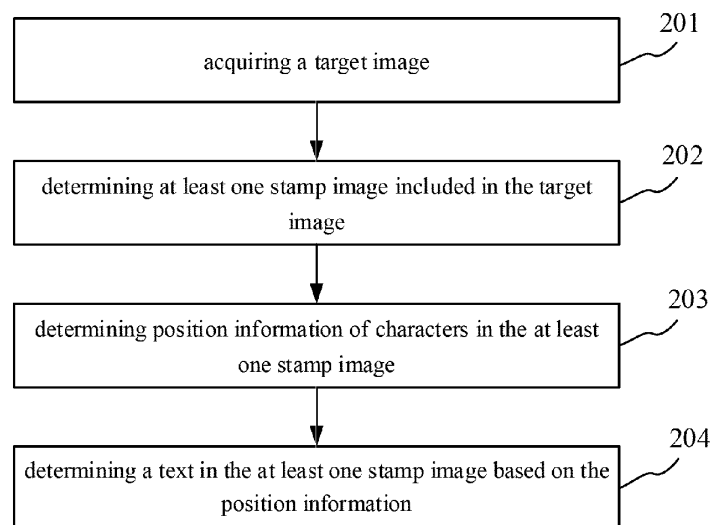 201
acquiring a target image
202
determining at least one stamp image included in the target
image
203
determining position information of characters in the at least
one stamp image
204
determining a text in the at least one stamp image based on the
position information